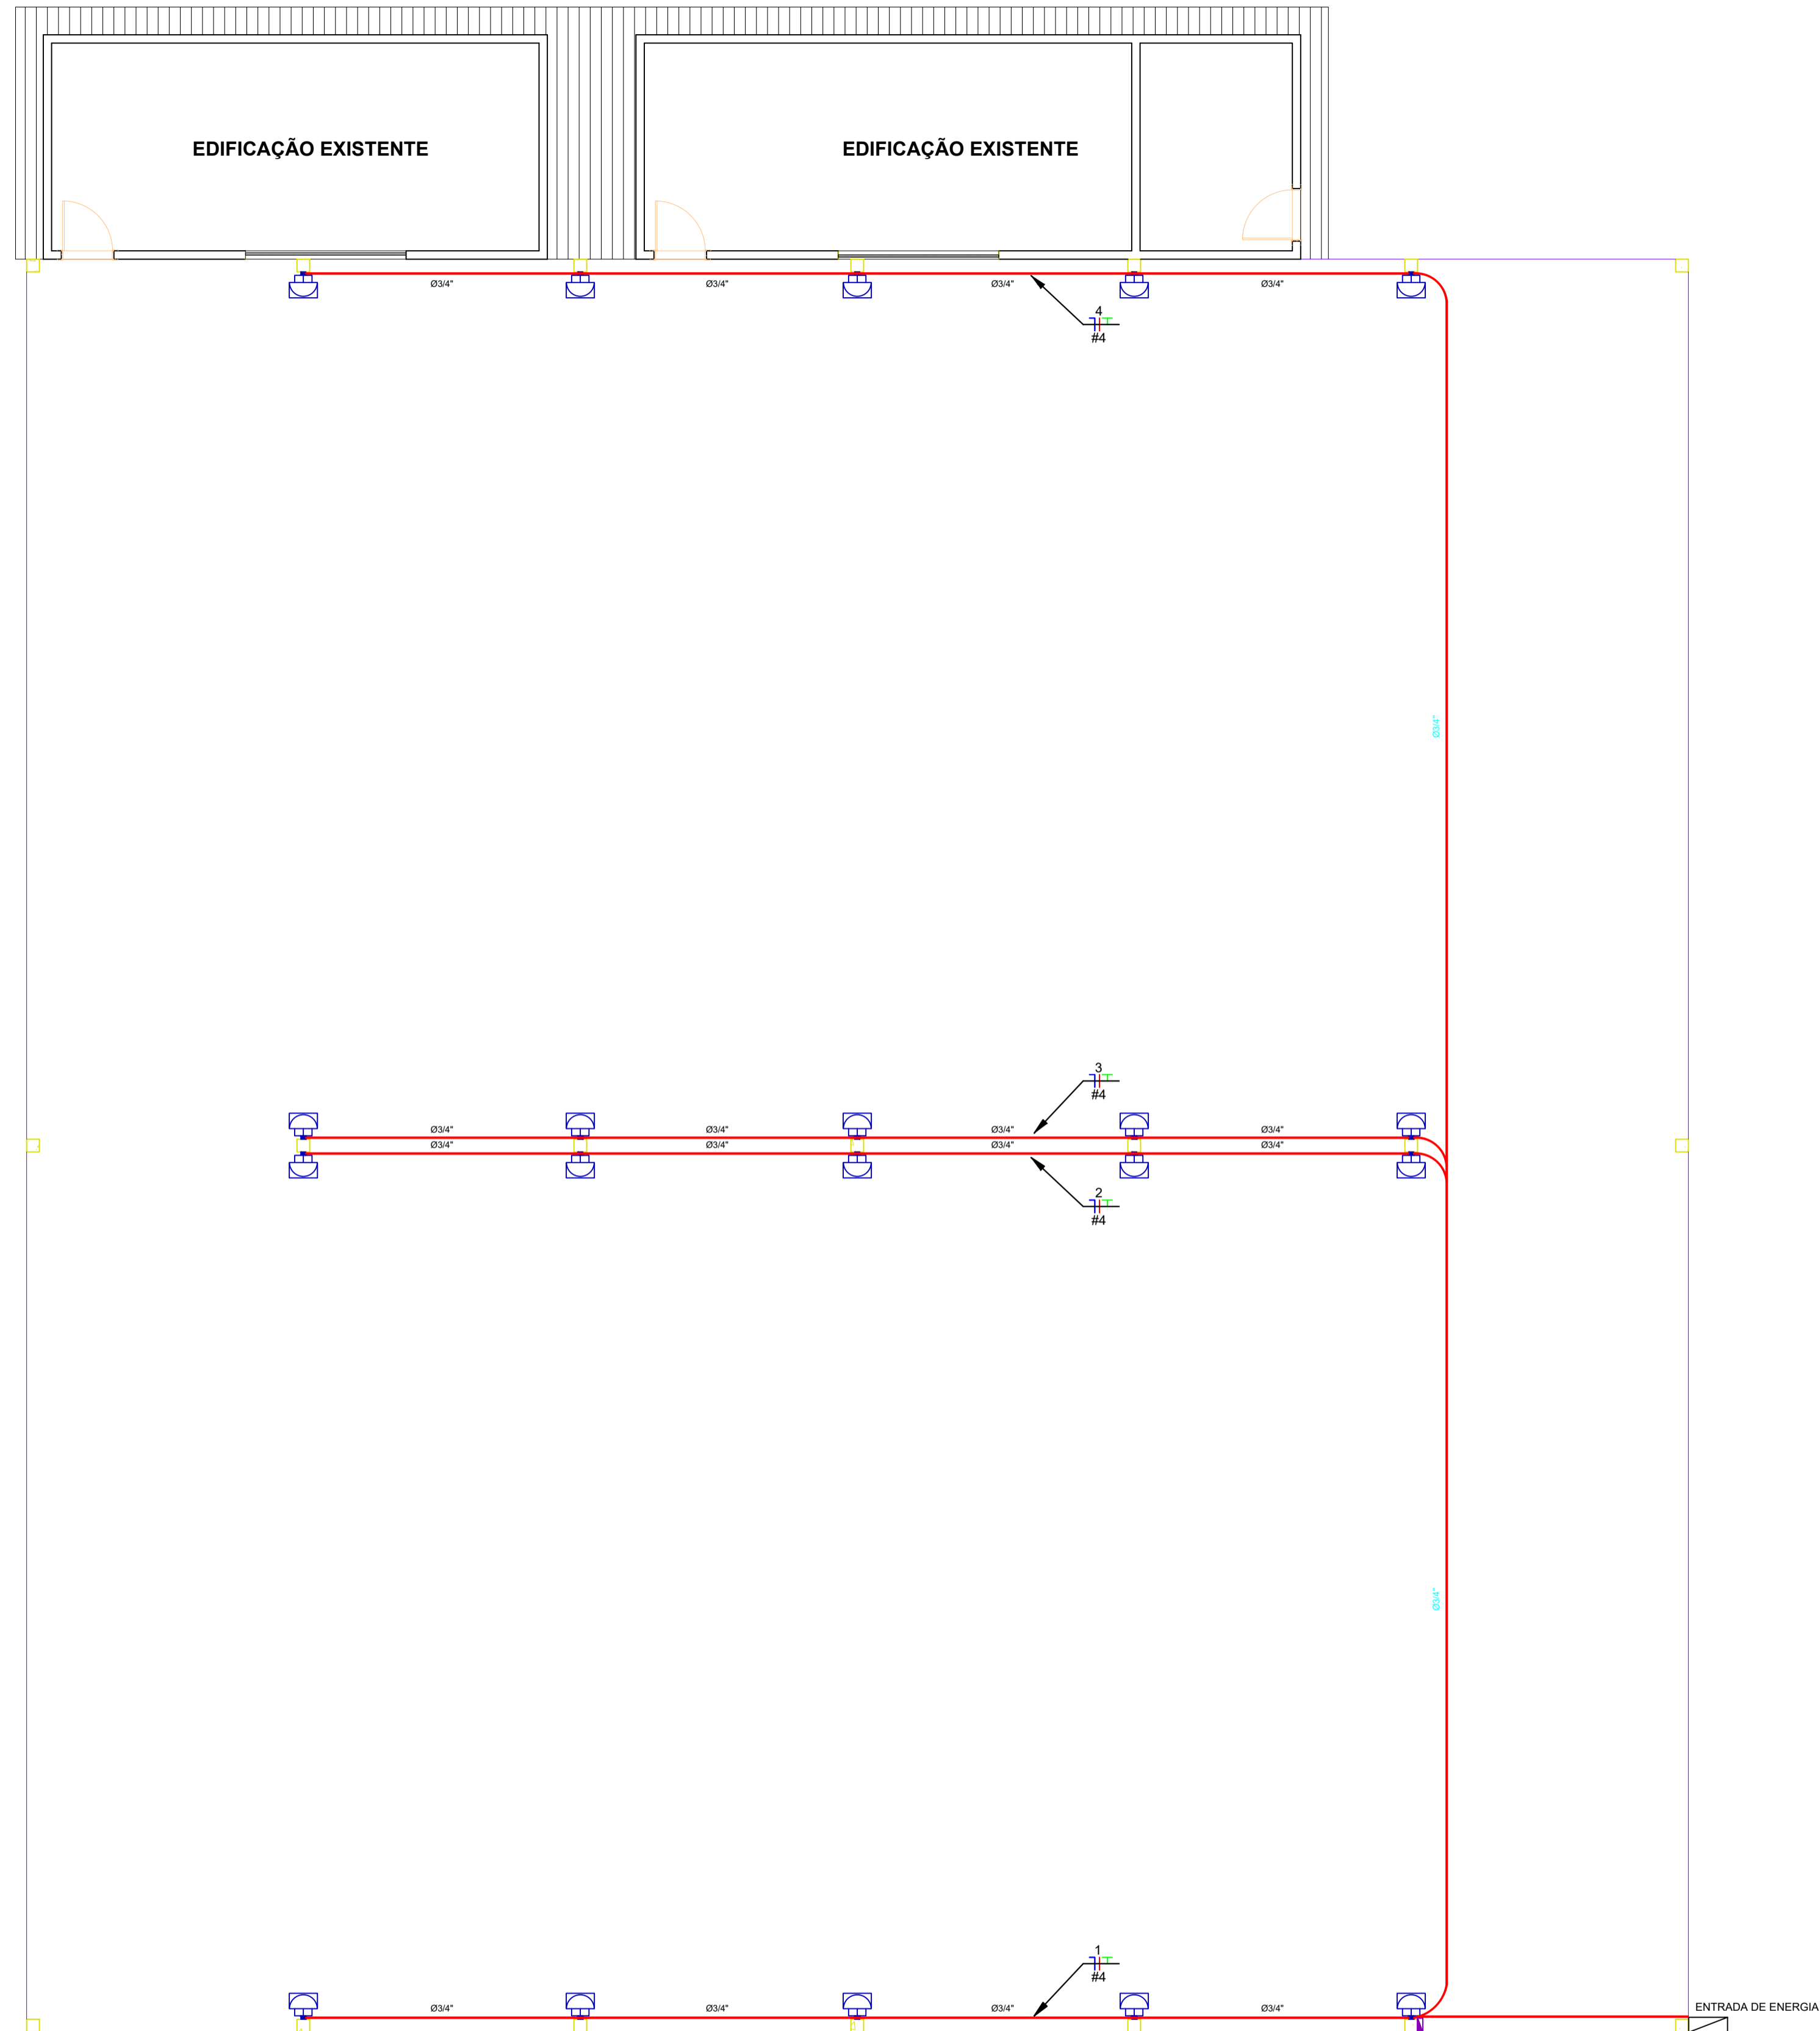 EDIFICAÇÃO EXISTENTE EDIFICAÇÃO EXISTENTE
Ø3/4" Ø3/4" Ø3/4" Ø3/4"
4
#4
Ø3/4"
3
#4
Ø3/4" Ø3/4" Ø3/4" Ø3/4"
Ø3/4" Ø3/4" Ø3/4" Ø3/4"
2
#4
Ø3/4"
1
#4
Ø3/4" Ø3/4" Ø3/4" Ø3/4"
ENTRADA DE ENERGIA